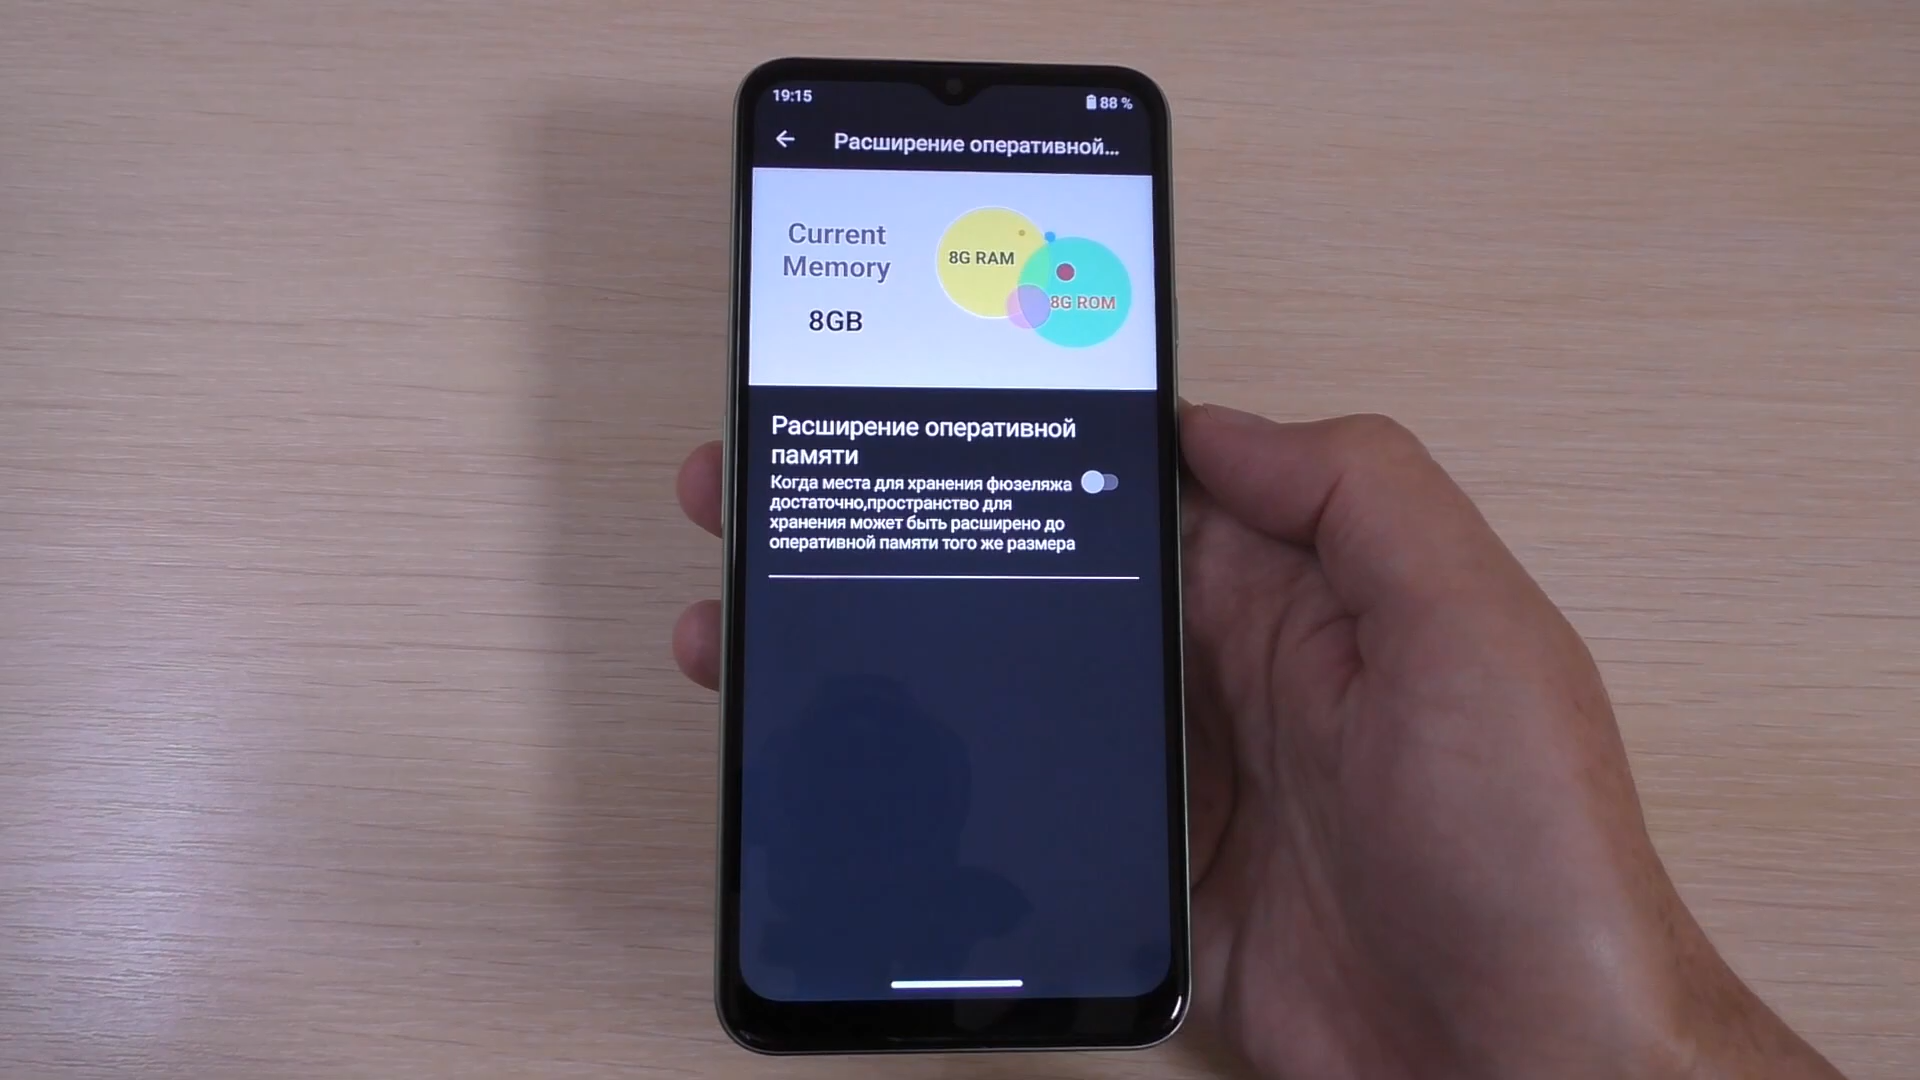 19:15
88 %
Расширение оперативной...
Current
Memory
8GB
8G RAM
8G ROM
Расширение оперативной
памяти
Когда места для хранения фюзеляжа
достаточно,пространство для
хранения может быть расширено до
оперативной памяти того же размера